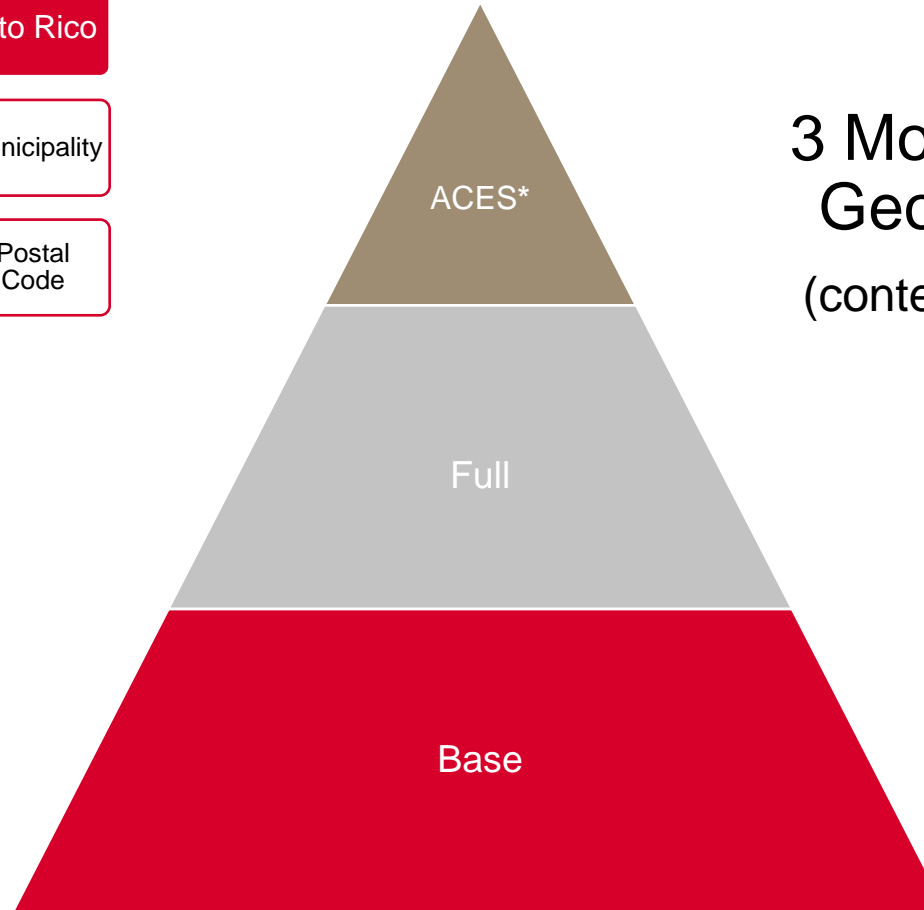 to Rico
nicipality
Postal
Code
ACES*
3 Mo
Geo
(conte
Full
Base